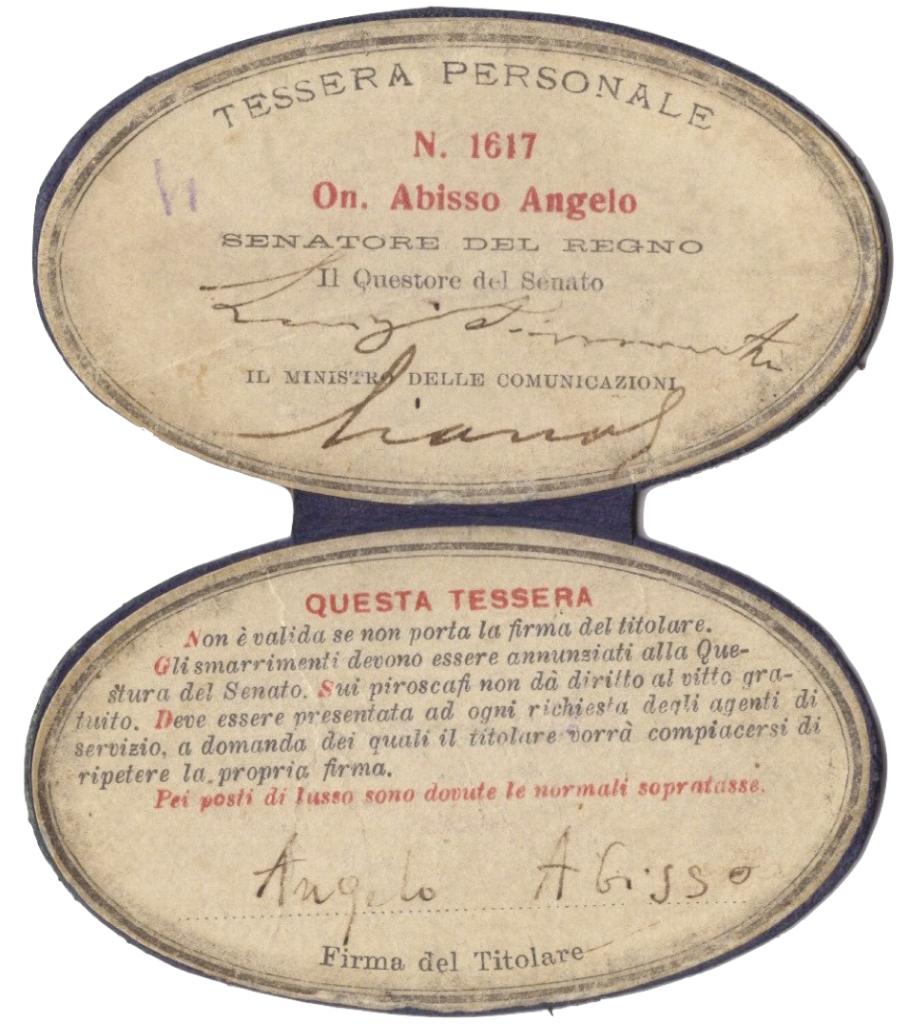 TESSERA PERSONALE
N. 1617
On. Abisso Angelo
SENATORE DEL REGNO
Il Questore del Senato
Luigi
IL MINISTRO DELLE COMUNICAZIONI
QUESTA TESSERA
Non è valida se non porta la firma del titolare.
Gli smarrimenti devono essere annunziati alla Que-
stura del Senato. Sui piroscafi non dà diritto al vitto gra-
tuito. Deve essere presentata ad ogni richiesta degli agenti di
servizio, a domanda dei quali il titolare vorrà compiacersi di
ripetere la propria firma.
Pei posti di lusso sono dovute le normali sopratasse.
Angelo Abisso
Firma del Titolare